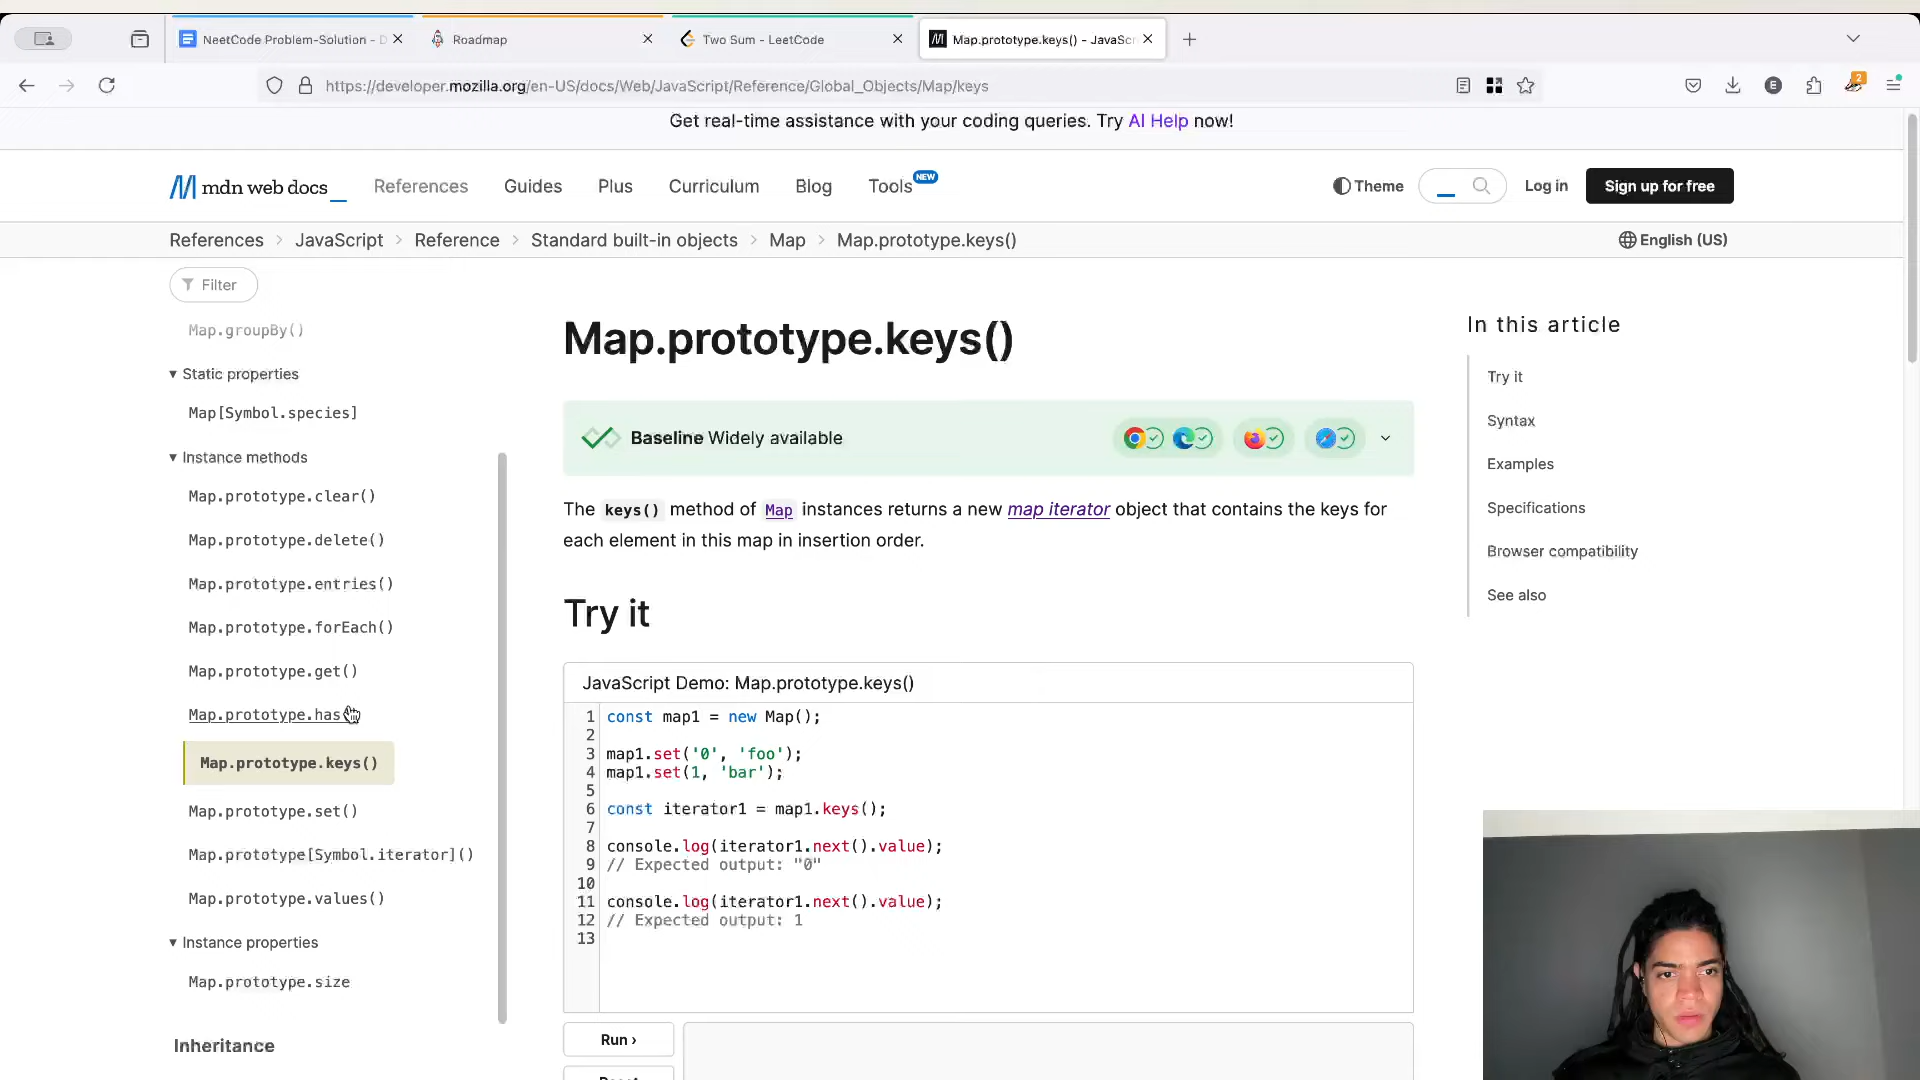 NeetCode Problem-Solution - D
Roadmap
Two Sum - LeetCode
Map.prototype.keys() - JavaScr
https://developer.mozilla.org/en-US/docs/Web/JavaScript/Reference/Global_Objects/Map/keys
E
2
Get real-time assistance with your coding queries. Try AI Help now!
mdn web docs_
References
Guides
Plus
Curriculum
Blog
Tools
NEW
Theme
Log in
Sign up for free
References > JavaScript > Reference > Standard built-in objects > Map > Map.prototype.keys()
English (US)
Filter
Map.groupBy()
Static properties
Map[Symbol.species]
Instance methods
Map.prototype.clear()
Map.prototype.delete()
Map.prototype.entries()
Map.prototype.forEach()
Map.prototype.get()
Map.prototype.has
Map.prototype.keys()
Map.prototype.set()
Map.prototype[Symbol.iterator]()
Map.prototype.values()
Instance properties
Map.prototype.size
Inheritance
Map.prototype.keys()
Baseline Widely available
The keys() method of Map instances returns a new map iterator object that contains the keys for
each element in this map in insertion order.
Try it
JavaScript Demo: Map.prototype.keys()
1 const map1 = new Map();
2
3 map1.set('0', 'foo');
4 map1.set(1, 'bar');
5
6 const iterator1 = map1.keys();
7
8 console.log(iterator1.next().value);
9 // Expected output: "0"
10
11 console.log(iterator1.next().value);
12 // Expected output: 1
13
Run ›
In this article
Try it
Syntax
Examples
Specifications
Browser compatibility
See also